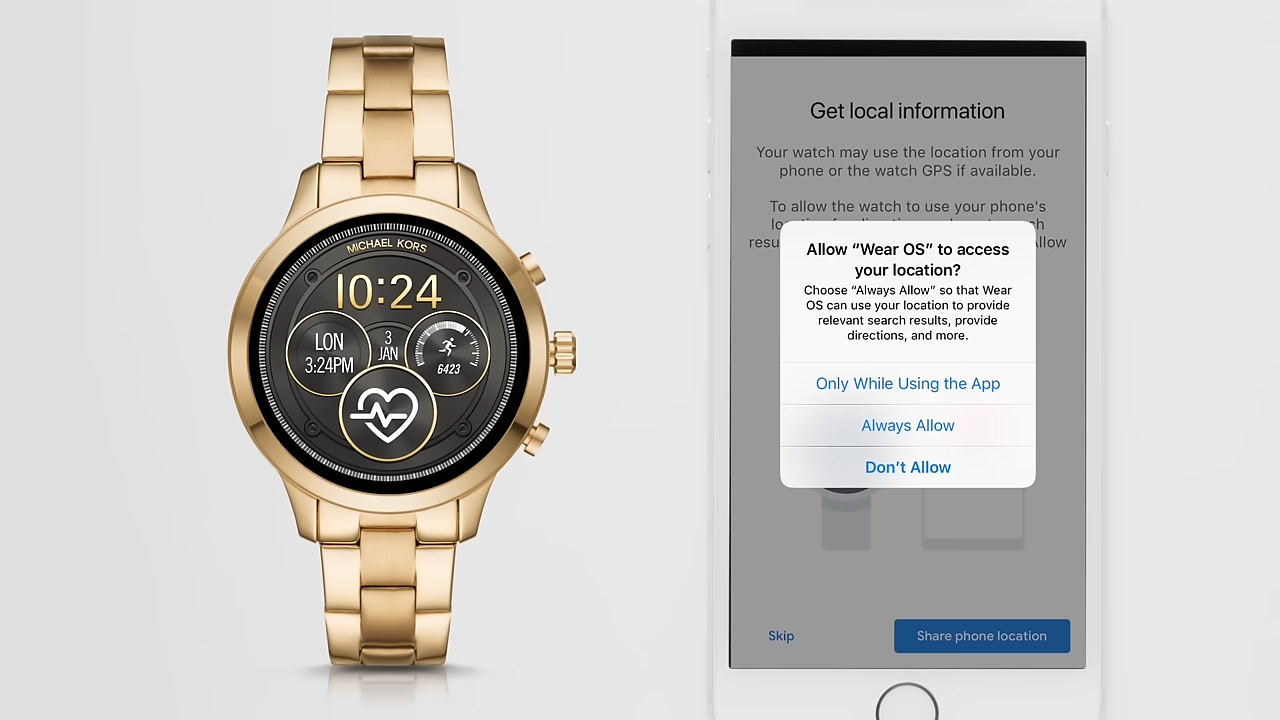 MICHAEL KORS
10:24
LON
3:24PM
3
JAN
6423
Get local information
Your watch may use the location from your
phone or the watch GPS if available.
To allow the watch to use your phone's
Allow “Wear OS” to access
your location?
Choose “Always Allow” so that Wear
OS can use your location to provide
relevant search results, provide
directions, and more.
Only While Using the App
Always Allow
Don’t Allow
Skip
Share phone location